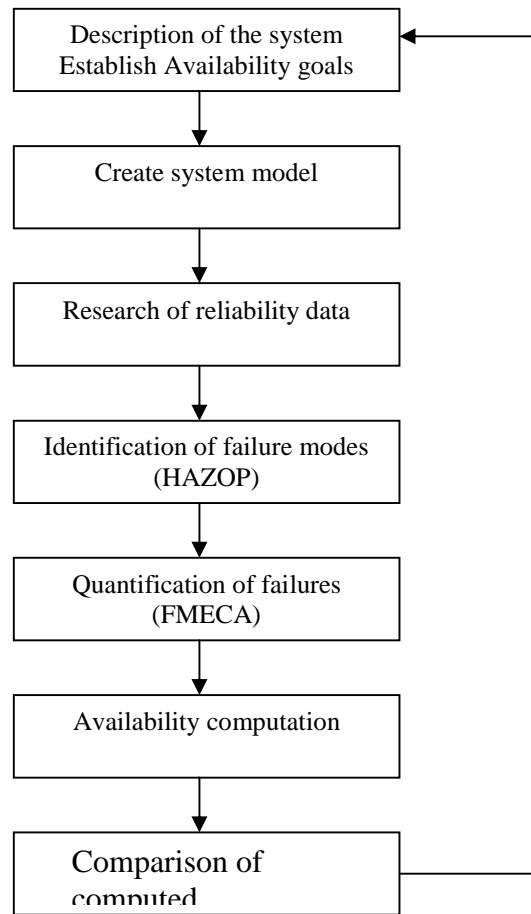 Description of the system
Establish Availability goals
Create system model
Research of reliability data
Identification of failure modes
(HAZOP)
Quantification of failures
(FMECA)
Availability computation
Comparison of
computed